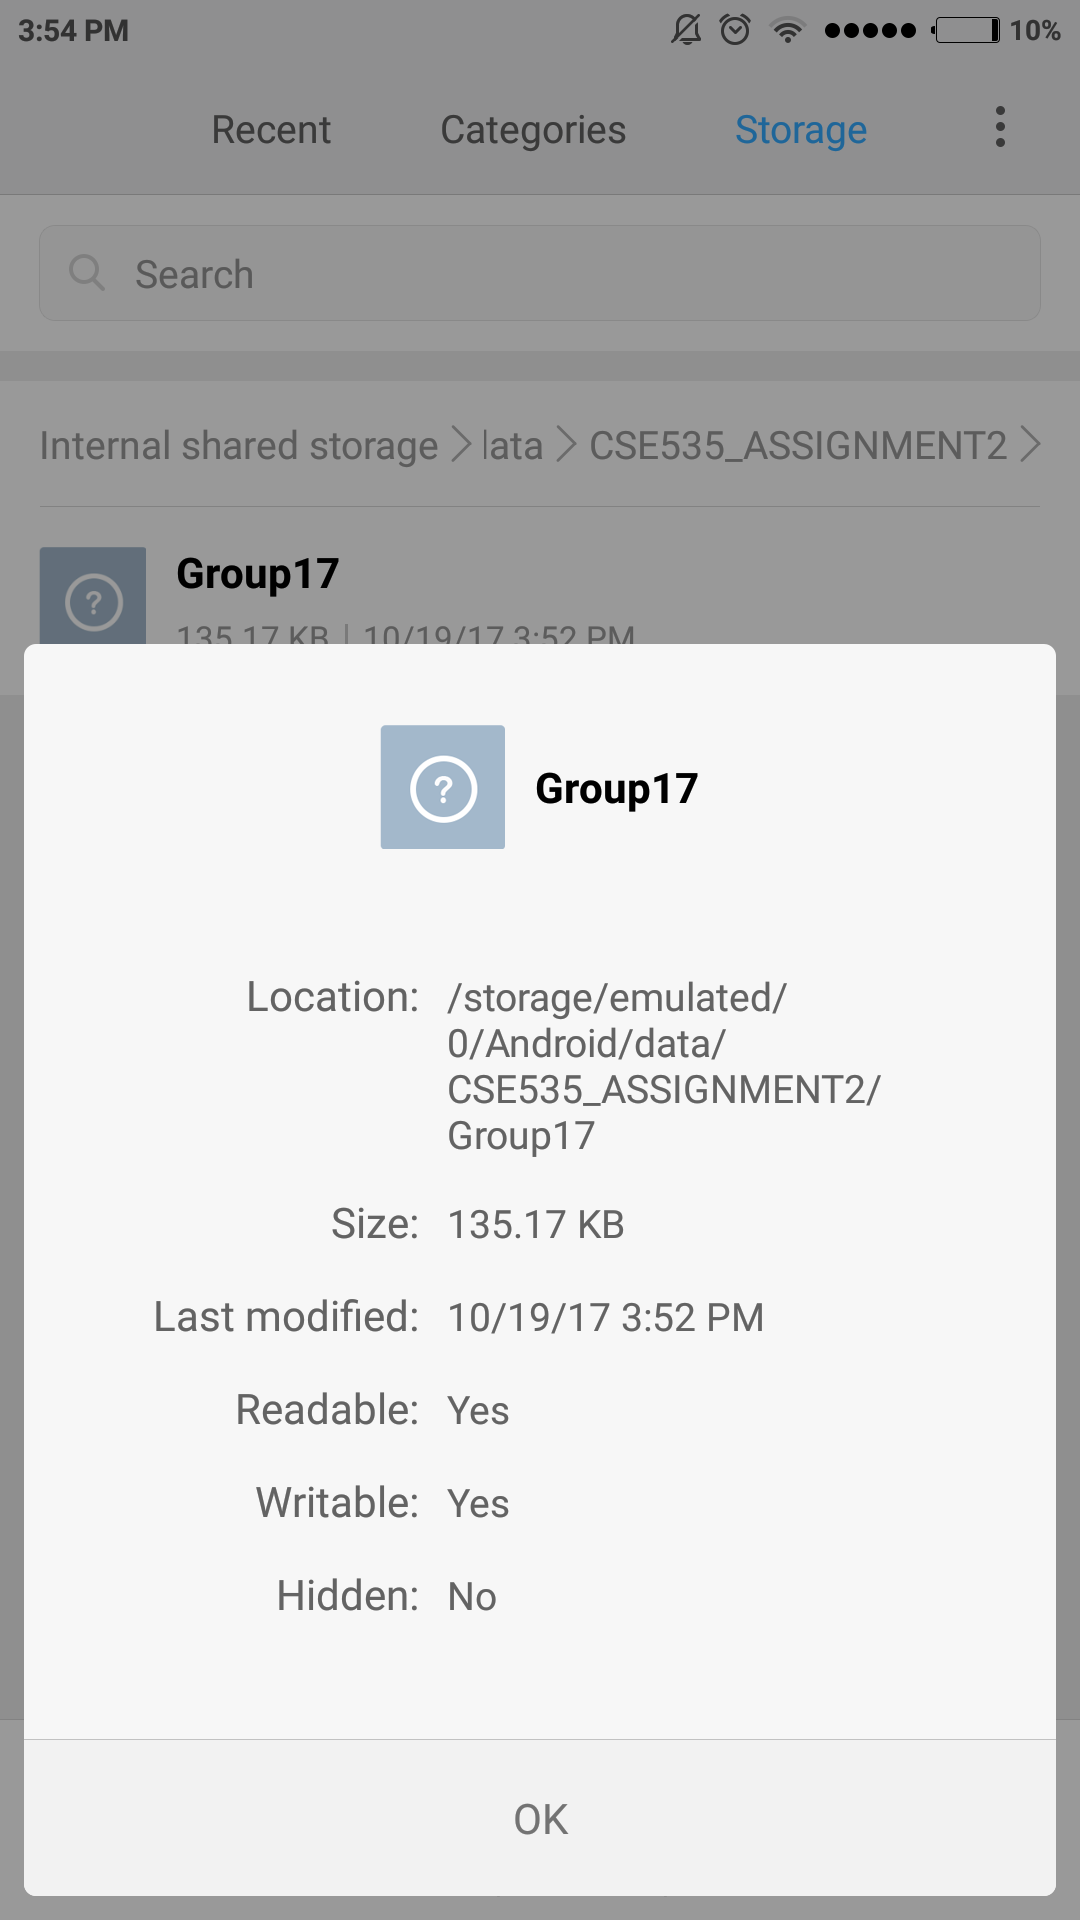 3:54 PM 10%
Recent Categories Storage
Search
Internal shared storage data CSE535_ASSIGNMENT2
Group17
135.17 KB | 10/19/17 3:52 PM
Group17
Location: /storage/emulated/
0/Android/data/
CSE535_ASSIGNMENT2/
Group17
Size: 135.17 KB
Last modified: 10/19/17 3:52 PM
Readable: Yes
Writable: Yes
Hidden: No
OK